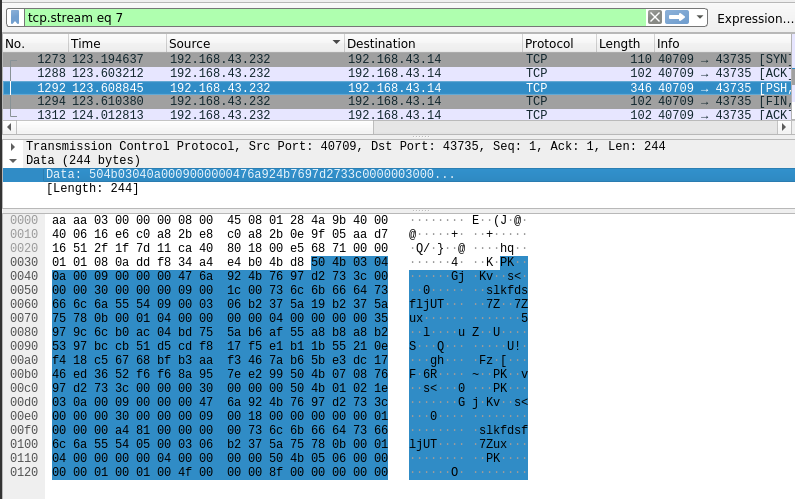 tcp.stream eq 7
Expression…
No. Time Source Destination Protocol Length Info
1273 123.194637 192.168.43.232 192.168.43.14 TCP 110 40709 → 43735 [SYN]
1288 123.603212 192.168.43.232 192.168.43.14 TCP 102 40709 → 43735 [ACK]
1292 123.608845 192.168.43.232 192.168.43.14 TCP 346 40709 → 43735 [PSH,
1294 123.610380 192.168.43.232 192.168.43.14 TCP 102 40709 → 43735 [FIN,
1312 124.012813 192.168.43.232 192.168.43.14 TCP 102 40709 → 43735 [ACK]
Transmission Control Protocol, Src Port: 40709, Dst Port: 43735, Seq: 1, Ack: 1, Len: 244
Data (244 bytes)
Data: 504b03040a0009000000476a924b7697d2733c0000003000...
[Length: 244]
0000 aa aa 03 00 00 00 08 00 45 08 01 28 4a 9b 40 00 ········ E··(J·@·
0010 40 06 16 e6 c0 a2 2b e8 c0 a8 2b 0e 9f 05 aa d7 @·····+· ··+·····
0020 16 51 2f 1f 7d 11 ca 40 80 18 00 e5 68 71 00 00 ·Q/·}··@ ····hq··
0030 01 01 08 0a dd f8 34 a4 e4 b0 4b d8 50 4b 03 04 ······4· ··K·PK··
0040 0a 00 09 00 00 00 47 6a 92 4b 76 97 d2 73 3c 00 ······Gj ·Kv··s<·
0050 00 00 30 00 00 00 09 00 1c 00 73 6c 6b 66 64 73 ··0····· ··slkfds
0060 66 6c 6a 55 54 09 00 03 06 b2 37 5a 19 b2 37 5a fljUT··· ··7Z··7Z
0070 75 78 0b 00 01 04 00 00 00 00 04 00 00 00 00 35 ux······ ·······5
0080 97 9c 6c b0 ac 04 bd 75 5a b6 af 55 a8 b8 a8 b2 ··l····u Z··U····
0090 53 97 bc cb 51 d5 cd f8 17 f5 e1 b1 1b 55 21 0e S···Q··· ·····U!·
00a0 f4 18 c5 67 68 bf b3 aa f3 46 7a b6 5b e3 dc 17 ···gh··· ·Fz·[···
00b0 46 ed 36 52 f6 f6 8a 95 7e e2 99 50 4b 07 08 76 F·6R···· ~··PK··v
00c0 97 d2 73 3c 00 00 00 30 00 00 00 50 4b 01 02 1e ··s<···0 ···PK···
00d0 03 0a 00 09 00 00 00 47 6a 92 4b 76 97 d2 73 3c ·······G j·Kv··s<
00e0 00 00 00 30 00 00 00 09 00 18 00 00 00 00 00 01 ···0···· ········
00f0 00 00 00 a4 81 00 00 00 00 73 6c 6b 66 64 73 66 ········ ·slkfdsf
0100 6c 6a 55 54 05 00 03 06 b2 37 5a 75 78 0b 00 01 ljUT···· ·7Zux···
0110 04 00 00 00 00 04 00 00 00 00 50 4b 05 06 00 00 ········ ··PK····
0120 00 00 01 00 01 00 4f 00 00 00 8f 00 00 00 00 00 ······O· ········